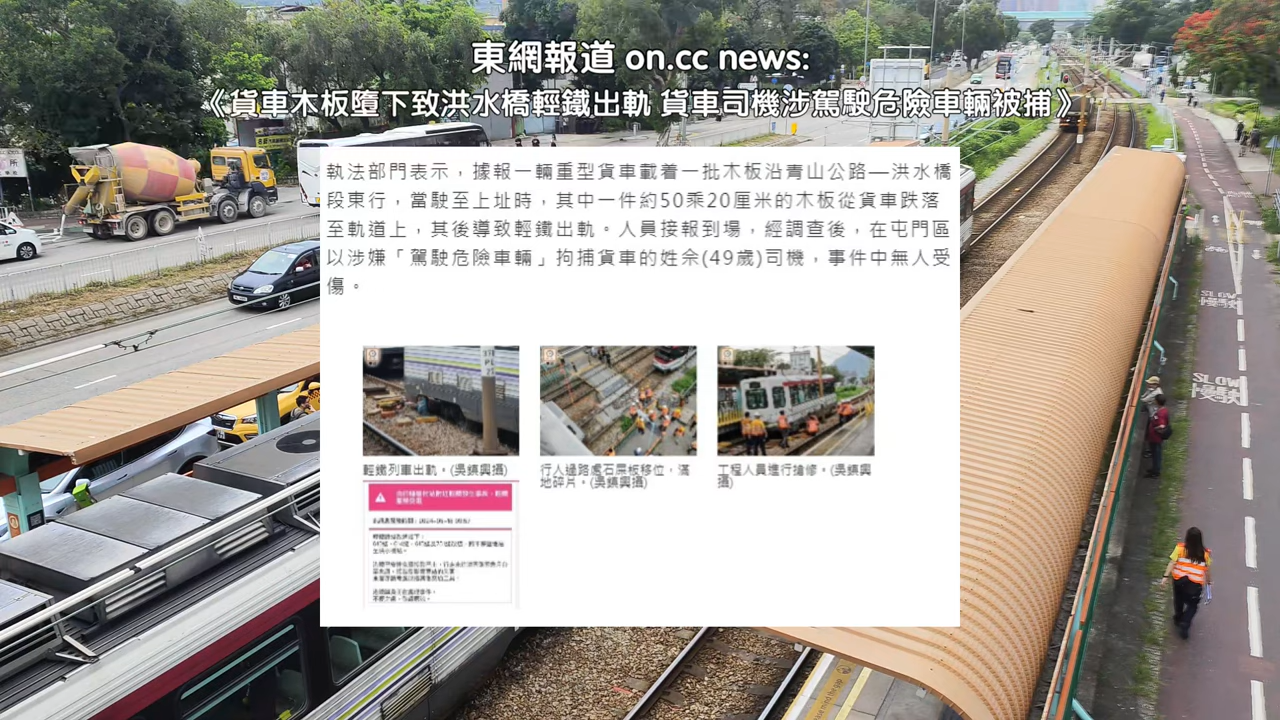 東網報道 on.cc news:
《貨車木板墮下致洪水橋輕鐵出軌 貨車司機涉駕駛危險車輛被捕》
執法部門表示，據報一輛重型貨車載着一批木板沿青山公路—洪水橋
段東行，當駛至上址時，其中一件約50乘20厘米的木板從貨車跌落
至軌道上，其後導致輕鐵出軌。人員接報到場，經調查後，在屯門區
以涉嫌「駕駛危險車輛」拘捕貨車的姓佘(49歲)司機，事件中無人受
傷。
輕鐵列車出軌。(吳鎮興攝)
行人過路處石屎板移位，滿
地碎片。(吳鎮興攝)
工程人員進行搶修。(吳鎮興
攝)
所
SLOW
慢駛
SLOW
慢駛